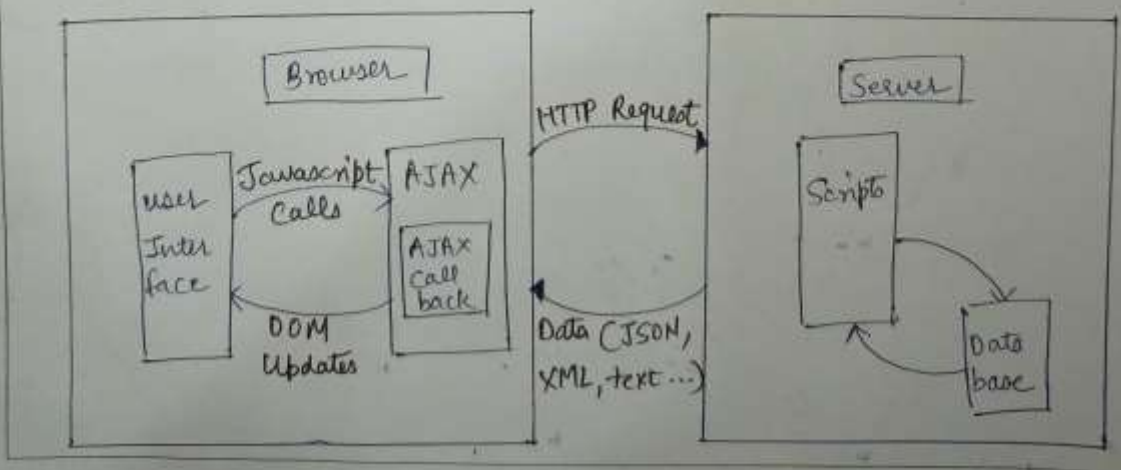 Browser
user
Inter
face
Javascript
Calls
DOM
Updates
AJAX
AJAX
Call
back
HTTP Request
Data (JSON,
XML, text ...)
Server
Scripts
Data
base